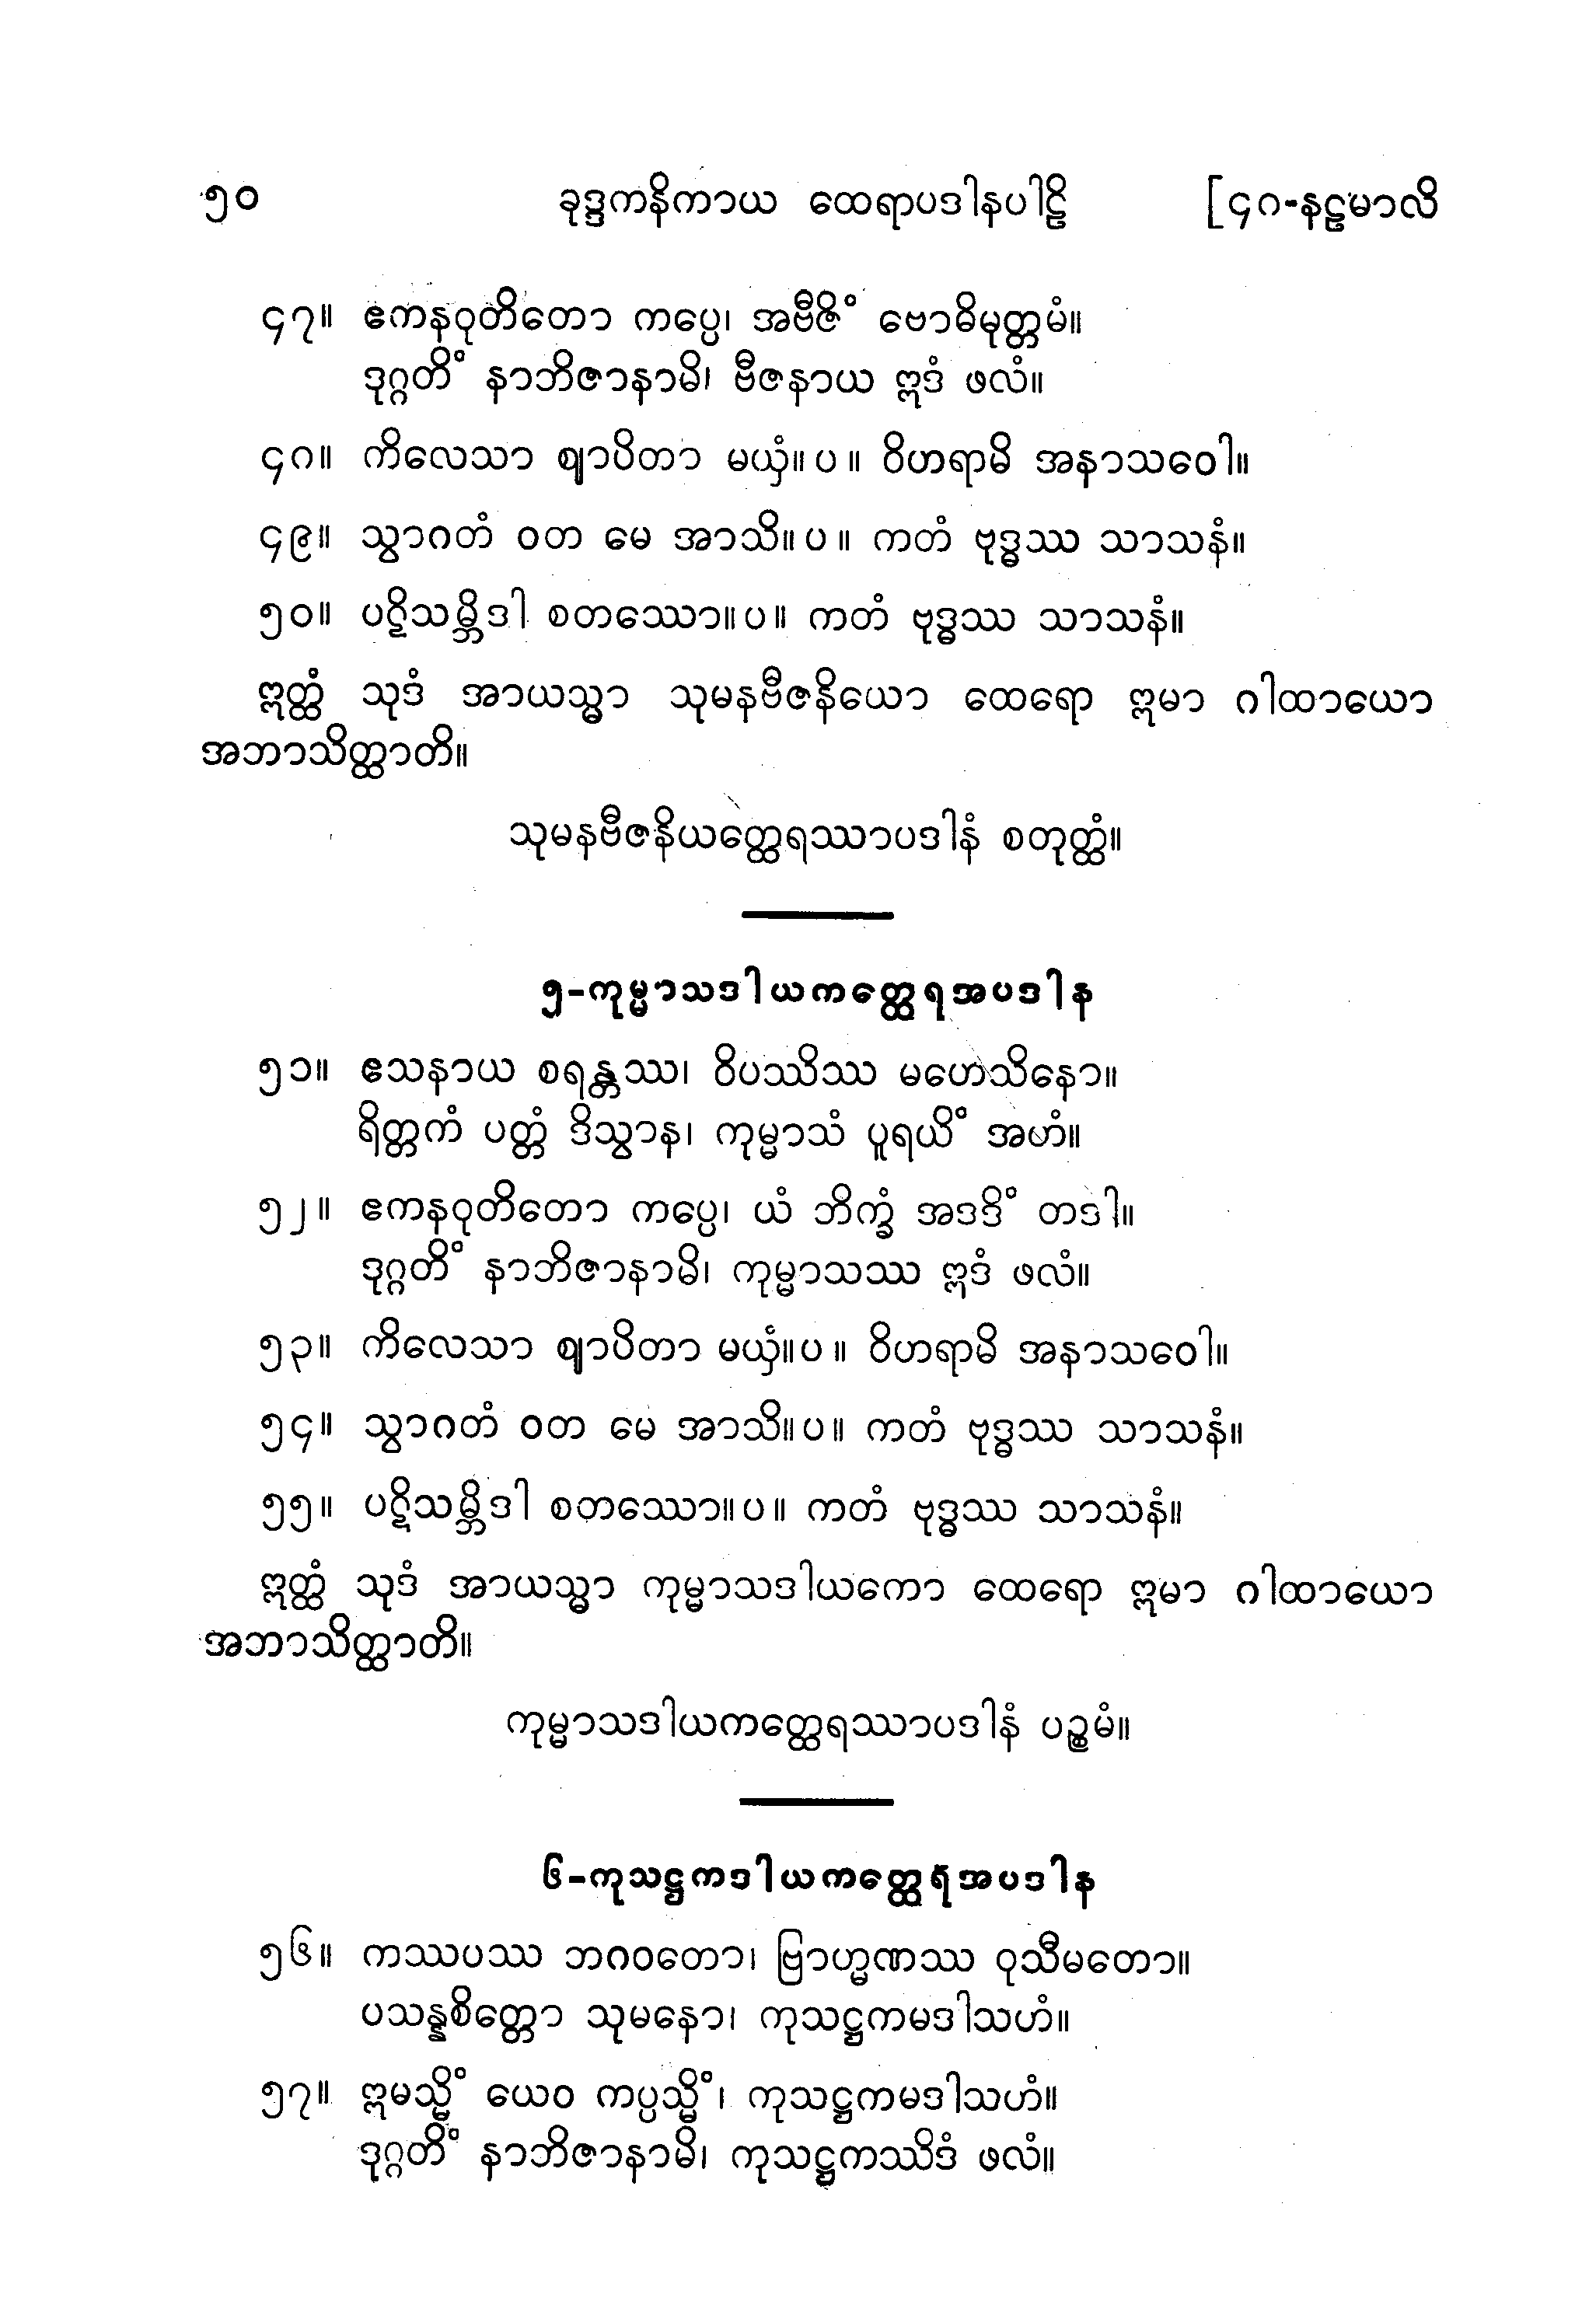 ၅၀ ခုဒ္ဒကနိကာယ ထေရာပဒါနပါဠိ [၄၈-နဠမာလိ
၄၇။ ဧကနဝုတိတော ကပ္ပေ၊ အဗီဇိံ ဗောဓိမုတ္တမံ။
ဒုဂ္ဂတိံ နာဘိဇာနာမိ၊ ဗီဇနာယ ဣဒံ ဖလံ။
၄၈။ ကိလေသာ ဈာပိတာ မယှံ။ ပ ။ ဝိဟရာမိ အနာသဝေါ။
၄၉။ သွာဂတံ ဝတ မေ အာသိ။ ပ ။ ကတံ ဗုဒ္ဓဿ သာသနံ။
၅၀။ ပဋိသမ္ဘိဒါ စတဿော။ ပ ။ ကတံ ဗုဒ္ဓဿ သာသနံ။
ဣတ္ထံ သုဒံ အာယသ္မာ သုမနဗီဇနိယော ထေရော ဣမာ ဂါထာယော
အဘာသိတ္ထာတိ။
သုမနဗီဇနိယတ္ထေရဿာပဒါနံ စတုတ္ထံ။
၅-ကုမ္မာသဒါယကတ္ထေရအပဒါန
၅၁။ ဧသနာယ စရန္တဿ၊ ဝိပဿိဿ မဟေသိနော။
ရိတ္တကံ ပတ္တံ ဒိသွာန၊ ကုမ္မာသံ ပူရယိံ အဟံ။
၅၂။ ဧကနဝုတိတော ကပ္ပေ၊ ယံ ဘိက္ခံ အဒဒိံ တဒါ။
ဒုဂ္ဂတိံ နာဘိဇာနာမိ၊ ကုမ္မာသဿ ဣဒံ ဖလံ။
၅၃။ ကိလေသာ ဈာပိတာ မယှံ။ ပ ။ ဝိဟရာမိ အနာသဝေါ။
၅၄။ သွာဂတံ ဝတ မေ အာသိ။ ပ ။ ကတံ ဗုဒ္ဓဿ သာသနံ။
၅၅။ ပဋိသမ္ဘိဒါ စတဿော။ ပ ။ ကတံ ဗုဒ္ဓဿ သာသနံ။
ဣတ္ထံ သုဒံ အာယသ္မာ ကုမ္မာသဒါယကော ထေရော ဣမာ ဂါထာယော
အဘာသိတ္ထာတိ။
ကုမ္မာသဒါယကတ္ထေရဿာပဒါနံ ပဉ္စမံ။
၆-ကုသဋ္ဌကဒါယကတ္ထေရအပဒါန
၅၆။ ကဿပဿ ဘဂဝတော၊ ဗြာဟ္မဏဿ ဝုသီမတော။
ပသန္နစိတ္တော သုမနော၊ ကုသဋ္ဌကမဒါသဟံ။
၅၇။ ဣမသ္မိံ ယေဝ ကပ္ပသ္မိံ၊ ကုသဋ္ဌကမဒါသဟံ။
ဒုဂ္ဂတိံ နာဘိဇာနာမိ၊ ကုသဋ္ဌကဿိဒံ ဖလံ။